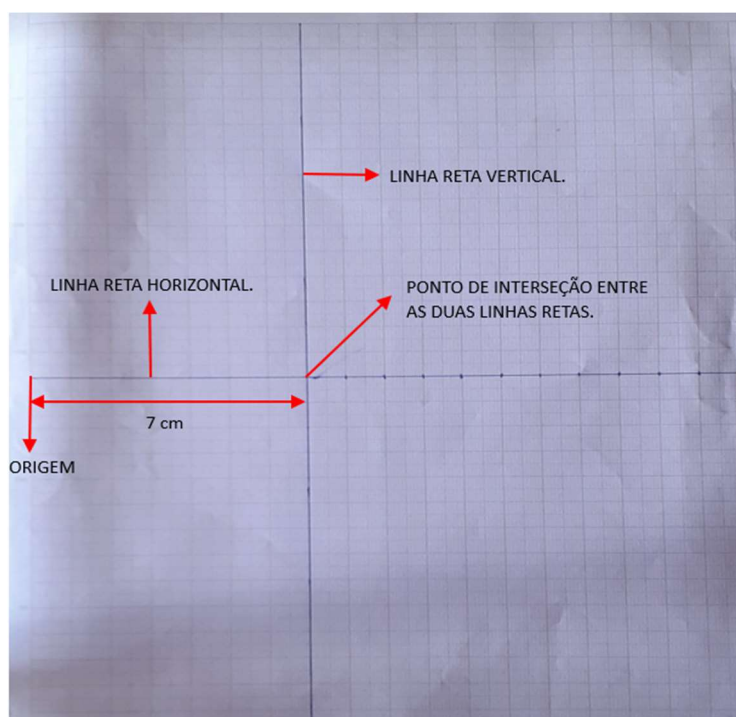 LINHA RETA VERTICAL.
LINHA RETA HORIZONTAL.
PONTO DE INTERSEÇÃO ENTRE
AS DUAS LINHAS RETAS.
7 cm
ORIGEM